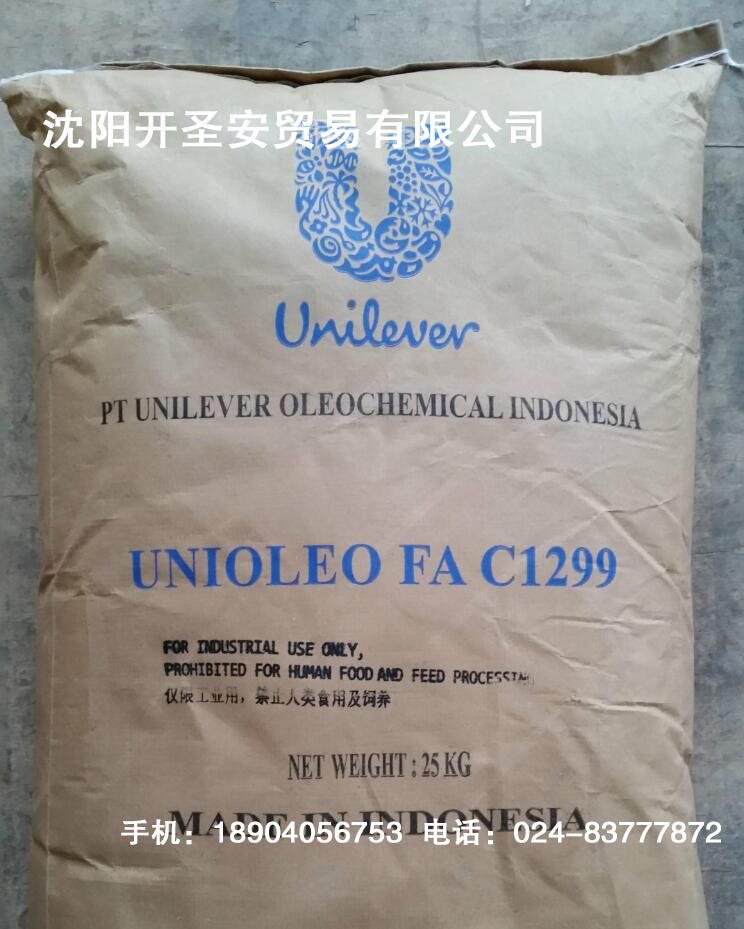 沈阳开圣安贸易有限公司
Unilever
PT UNILEVER OLEOCHEMICAL INDONESIA
UNIOLEO FA C1299
FOR INDUSTRIAL USE ONLY,
PROHIBITED FOR HUMAN FOOD AND FEED PROCESSING
仅限工业用，禁止人类食用及饲养
NET WEIGHT : 25 KG
MADE IN INDONESIA
手机：18904056753 电话：024-83777872